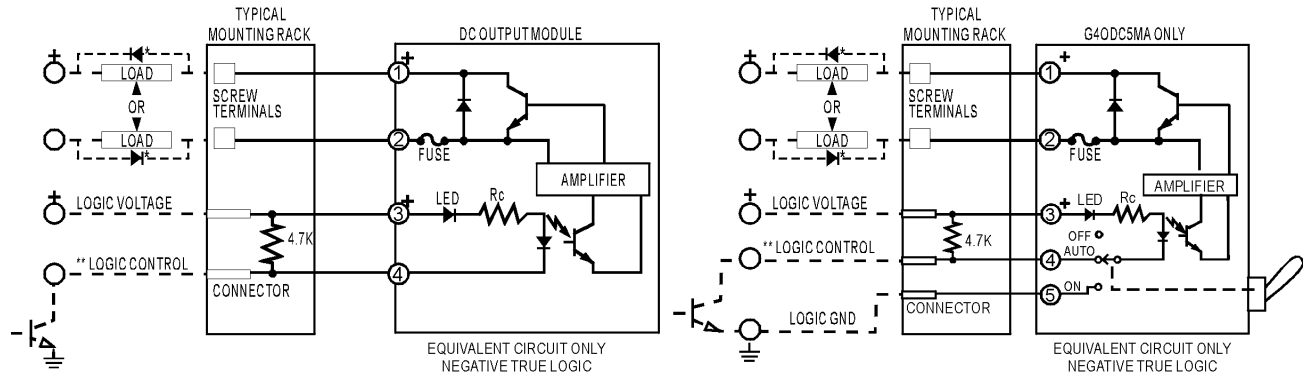 TYPICAL
MOUNTING RACK
DC OUTPUT MODULE
+
LOAD
*
OR
LOAD
*
SCREW
TERMINALS
+
1
2
FUSE
AMPLIFIER
+
LOGIC VOLTAGE
4.7K
+
3
LED
Rc
** LOGIC CONTROL
4
CONNECTOR
EQUIVALENT CIRCUIT ONLY
NEGATIVE TRUE LOGIC
TYPICAL
MOUNTING RACK
G4ODC5MA ONLY
+
LOAD
*
OR
LOAD
*
SCREW
TERMINALS
+
1
2
FUSE
AMPLIFIER
+
LOGIC VOLTAGE
4.7K
+
3
LED
Rc
OFF
** LOGIC CONTROL
4
AUTO
5
ON
CONNECTOR
LOGIC GND
EQUIVALENT CIRCUIT ONLY
NEGATIVE TRUE LOGIC